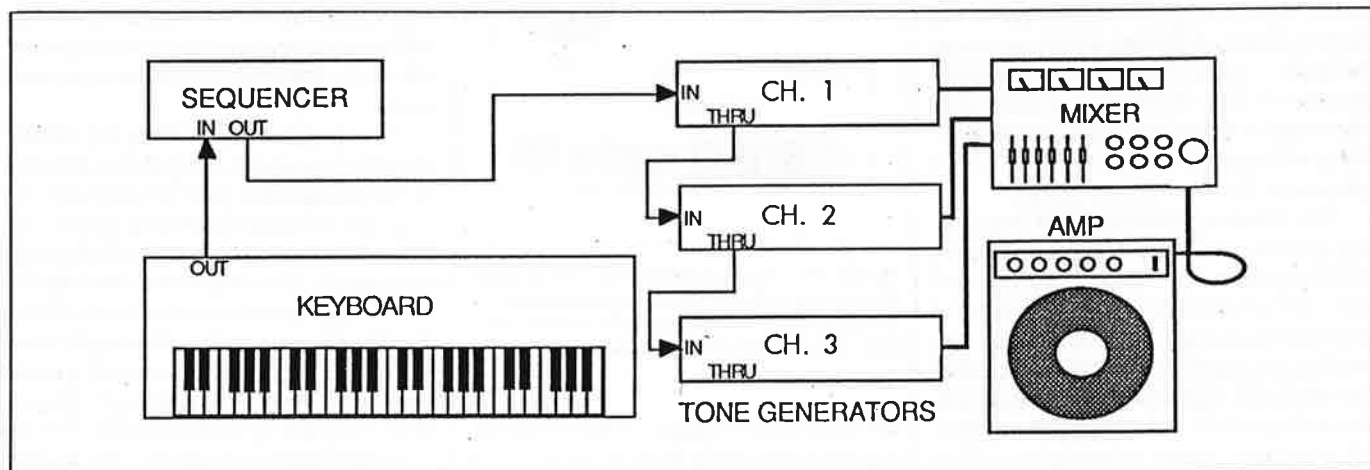 SEQUENCER
IN OUT
OUT
KEYBOARD
IN
CH. 1
THRU
IN
CH. 2
THRU
IN
CH. 3
THRU
TONE GENERATORS
MIXER
AMP